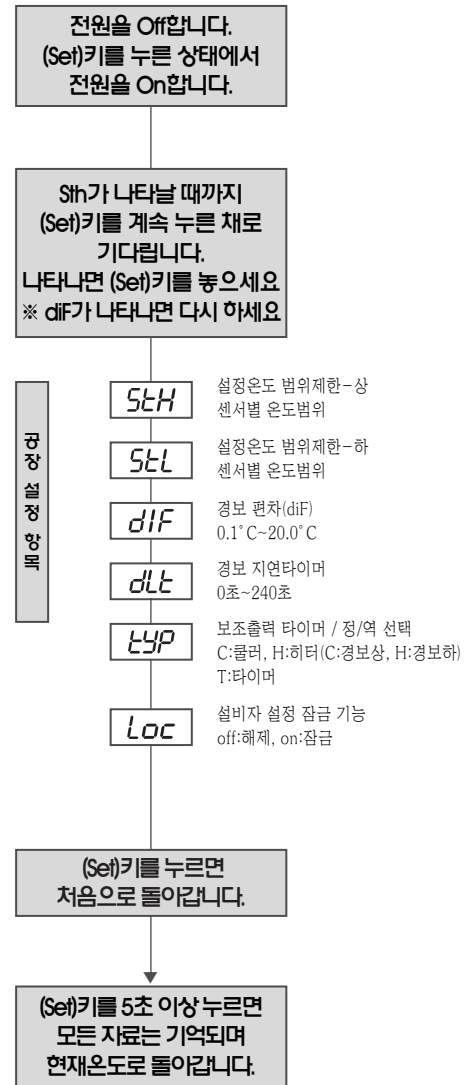 전원을 Off합니다.
(Set)키를 누른 상태에서
전원을 On합니다.
Sth가 나타날 때까지
(Set)키를 계속 누른 채로
기다립니다.
나타나면 (Set)키를 놓으세요
※ diF가 나타나면 다시 하세요
공장 설정 항목
StH
설정온도 범위제한-상
센서별 온도범위
StL
설정온도 범위제한-하
센서별 온도범위
dIF
경보 편차(diF)
0.1˚C~20.0˚C
dLt
경보 지연타이머
0초~240초
tYP
보조출력 타이머 / 정/역 선택
C:쿨러, H:히터(C:경보상, H:경보하)
T:타이머
Loc
설비자 설정 잠금 기능
off:해제, on:잠금
(Set)키를 누르면
처음으로 돌아갑니다.
(Set)키를 5초 이상 누르면
모든 자료는 기억되며
현재온도로 돌아갑니다.